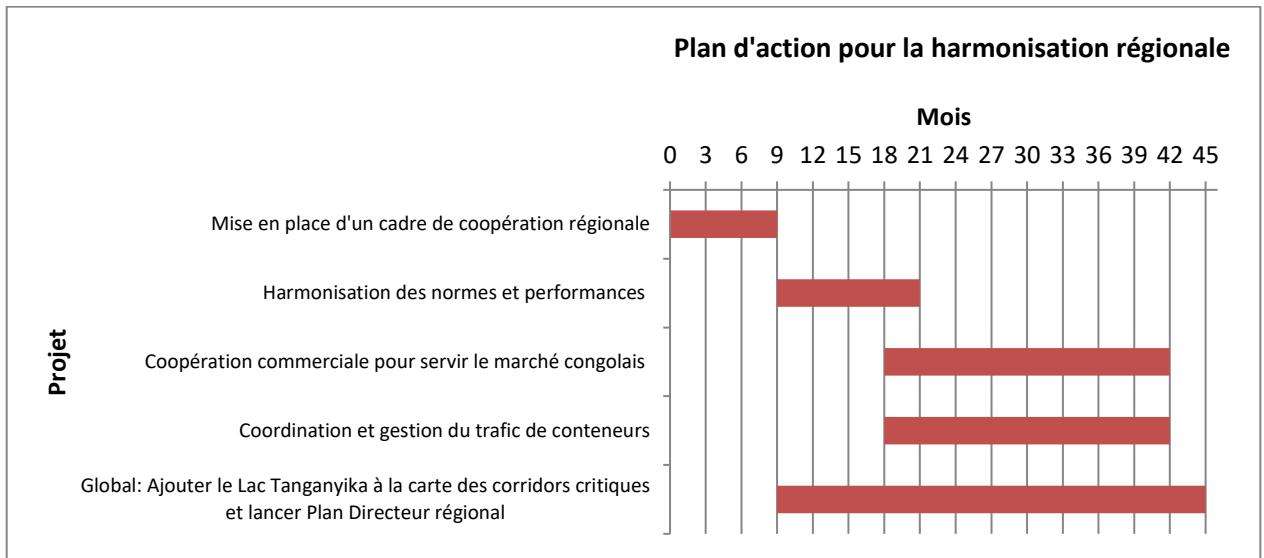 Plan d'action pour la harmonisation régionale
Mois
0 3 6 9 12 15 18 21 24 27 30 33 36 39 42 45
Projet
Mise en place d'un cadre de coopération régionale
Harmonisation des normes et performances
Coopération commerciale pour servir le marché congolais
Coordination et gestion du trafic de conteneurs
Global: Ajouter le Lac Tanganyika à la carte des corridors critiques
et lancer Plan Directeur régional